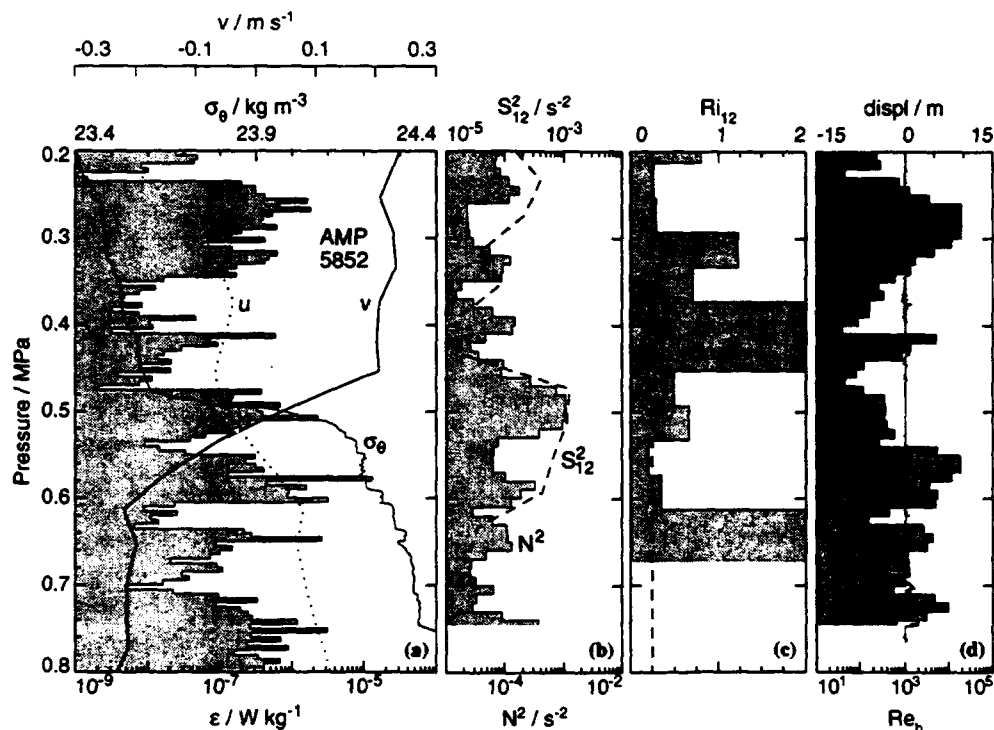 v / m s⁻¹
-0.3 -0.1 0.1 0.3
σθ / kg m⁻³
23.4 23.9 24.4
S²₁₂ / s⁻²
10⁻⁵ 10⁻³
Ri₁₂
0 1 2
displ / m
-15 0 15
Pressure / MPa
0.2
0.3
0.4
0.5
0.6
0.7
0.8
AMP
5852
u
v
σθ
(a)
10⁻⁹ 10⁻⁷ 10⁻⁵
ε / W kg⁻¹
S²₁₂
N²
(b)
10⁻⁴ 10⁻²
N² / s⁻²
(c)
(d)
10¹ 10³ 10⁵
Re_b